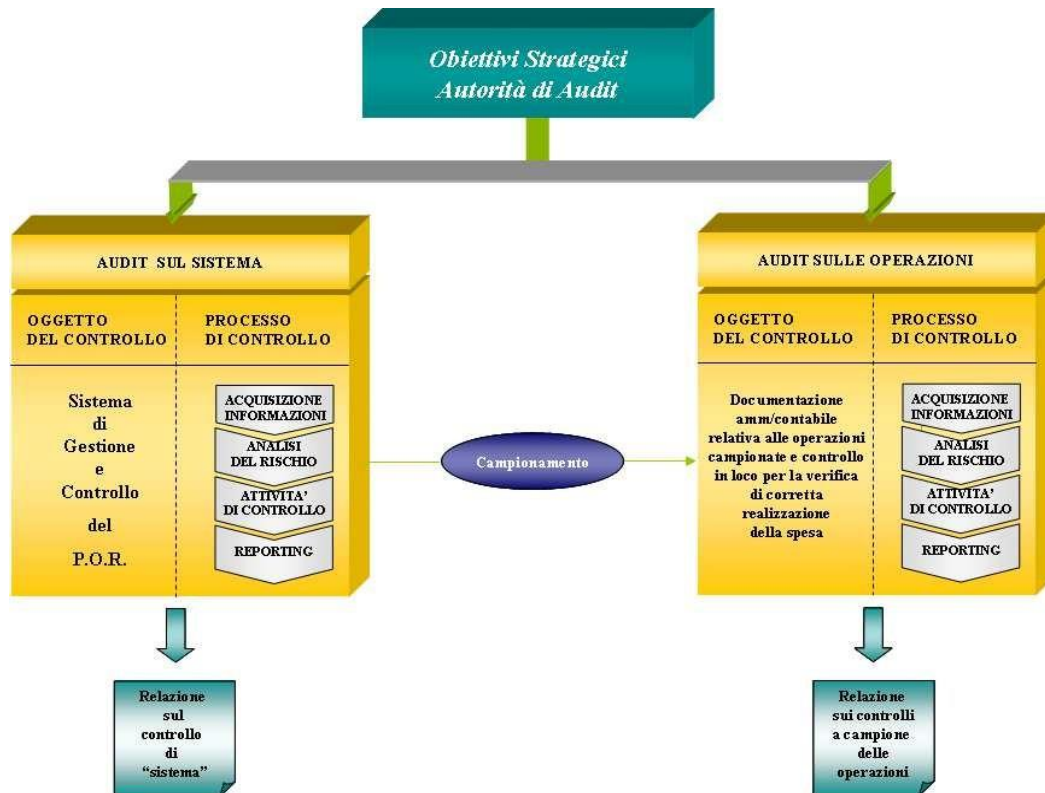 Obiettivi Strategici
Autorità di Audit
AUDIT SUL SISTEMA
OGGETTO
DEL CONTROLLO
PROCESSO
DI CONTROLLO
Sistema
di
Gestione
e
Controllo
del
P.O.R.
ACQUISIZIONE
INFORMAZIONI
ANALISI
DEL RISCHIO
ATTIVITA'
DI CONTROLLO
REPORTING
Campionamento
AUDIT SULLE OPERAZIONI
OGGETTO
DEL CONTROLLO
PROCESSO
DI CONTROLLO
Documentazione
amm/contabile
relativa alle operazioni
campionate e controllo
in loco per la verifica
di corretta
realizzazione
della spesa
ACQUISIZIONE
INFORMAZIONI
ANALISI
DEL RISCHIO
ATTIVITA'
DI CONTROLLO
REPORTING
Relazione
sul
controllo
di
“sistema”
Relazione
sui controlli
a campione
delle
operazioni